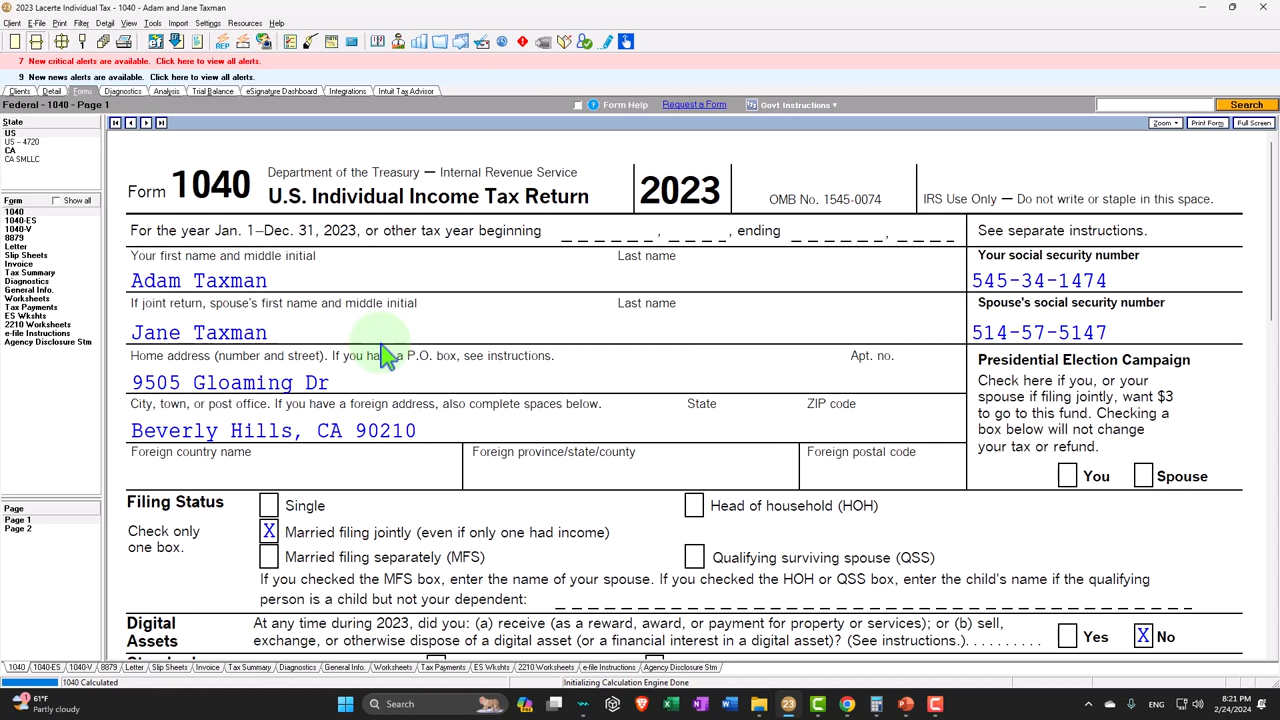 2023 Lacerte Individual Tax - 1040 - Adam and Jane Taxman
Client E-File Print Filter Detail View Tools Import Settings Resources Help
7 New critical alerts are available. Click here to view all alerts.
9 New news alerts are available. Click here to view all alerts.
Clients Detail Forms Diagnostics Analysis Trial Balance eSignature Dashboard Integrations Intuit Tax Advisor
Federal - 1040 - Page 1 Form Help Request a Form Govt Instructions Search
State
US
US - 4720
CA
CA SMLLC
Form Show all
1040
1040-ES
1040-V
8879
Letter
Slip Sheets
Invoice
Tax Summary
Diagnostics
General Info.
Worksheets
Tax Payments
ES Wkshts
2210 Worksheets
e-file Instructions
Agency Disclosure Stm
Page
Page 1
Page 2
Zoom Print Form Full Screen
Form 1040 Department of the Treasury — Internal Revenue Service
U.S. Individual Income Tax Return 2023 OMB No. 1545-0074 IRS Use Only — Do not write or staple in this space.
For the year Jan. 1–Dec. 31, 2023, or other tax year beginning , , ending , See separate instructions.
Your first name and middle initial Last name Your social security number
Adam Taxman 545-34-1474
If joint return, spouse's first name and middle initial Last name Spouse's social security number
Jane Taxman 514-57-5147
Home address (number and street). If you have a P.O. box, see instructions. Apt. no.
9505 Gloaming Dr
City, town, or post office. If you have a foreign address, also complete spaces below. State ZIP code
Beverly Hills, CA 90210
Foreign country name Foreign province/state/county Foreign postal code
Presidential Election Campaign
Check here if you, or your
spouse if filing jointly, want $3
to go to this fund. Checking a
box below will not change
your tax or refund.
You Spouse
Filing Status Single Head of household (HOH)
Check only
one box.
X Married filing jointly (even if only one had income)
Married filing separately (MFS) Qualifying surviving spouse (QSS)
If you checked the MFS box, enter the name of your spouse. If you checked the HOH or QSS box, enter the child's name if the qualifying
person is a child but not your dependent:
Digital
Assets
At any time during 2023, did you: (a) receive (as a reward, award, or payment for property or services); or (b) sell,
exchange, or otherwise dispose of a digital asset (or a financial interest in a digital asset)? (See instructions.) . . . . . . . . . . Yes X No
1040 1040-ES 1040-V 8879 Letter Slip Sheets Invoice Tax Summary Diagnostics General Info. Worksheets Tax Payments ES Wkshts 2210 Worksheets e-file Instructions Agency Disclosure Stm
1040 Calculated Initializing Calculation Engine Done
61°F
Partly cloudy
Search
ENG
8:21 PM
2/24/2024